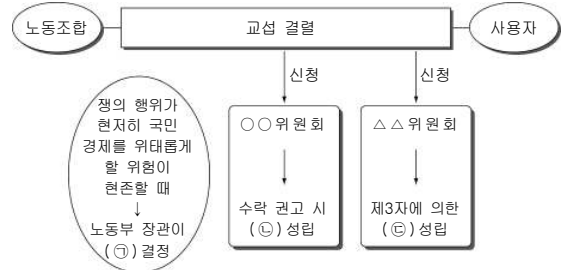 노동조합
교섭 결렬
사용자
신청
신청
쟁의 행위가
현저히 국민
경제를 위태롭게
할 위험이
현존할 때
↓
노동부 장관이
(㉠) 결정
○○위원회
수락 권고 시
(㉡) 성립
△△위원회
제3자에 의한
(㉢) 성립